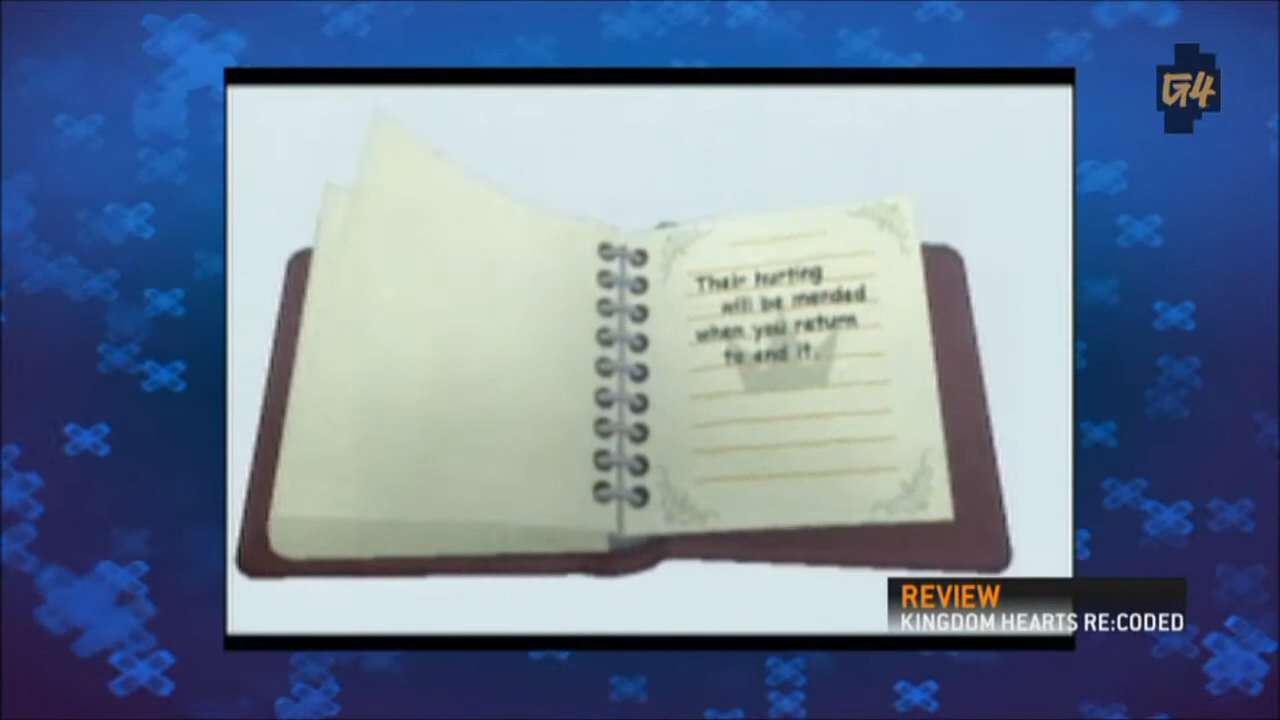 G4
Their hurting
will be mended
when you return
to end it.
REVIEW
KINGDOM HEARTS RE:CODED